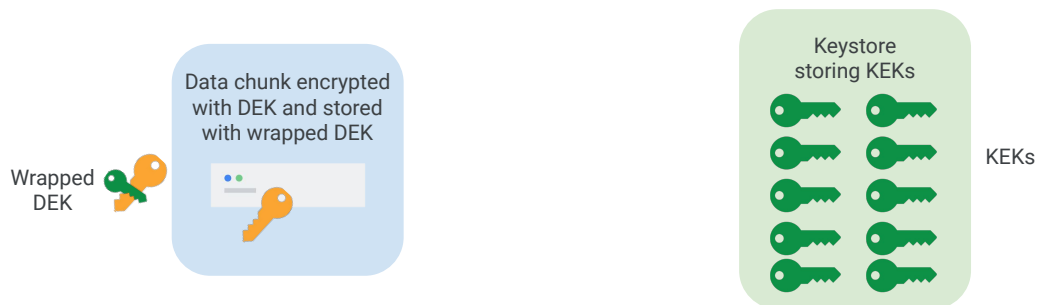 Data chunk encrypted
with DEK and stored
with wrapped DEK
Wrapped
DEK
Keystore
storing KEKs
KEKs